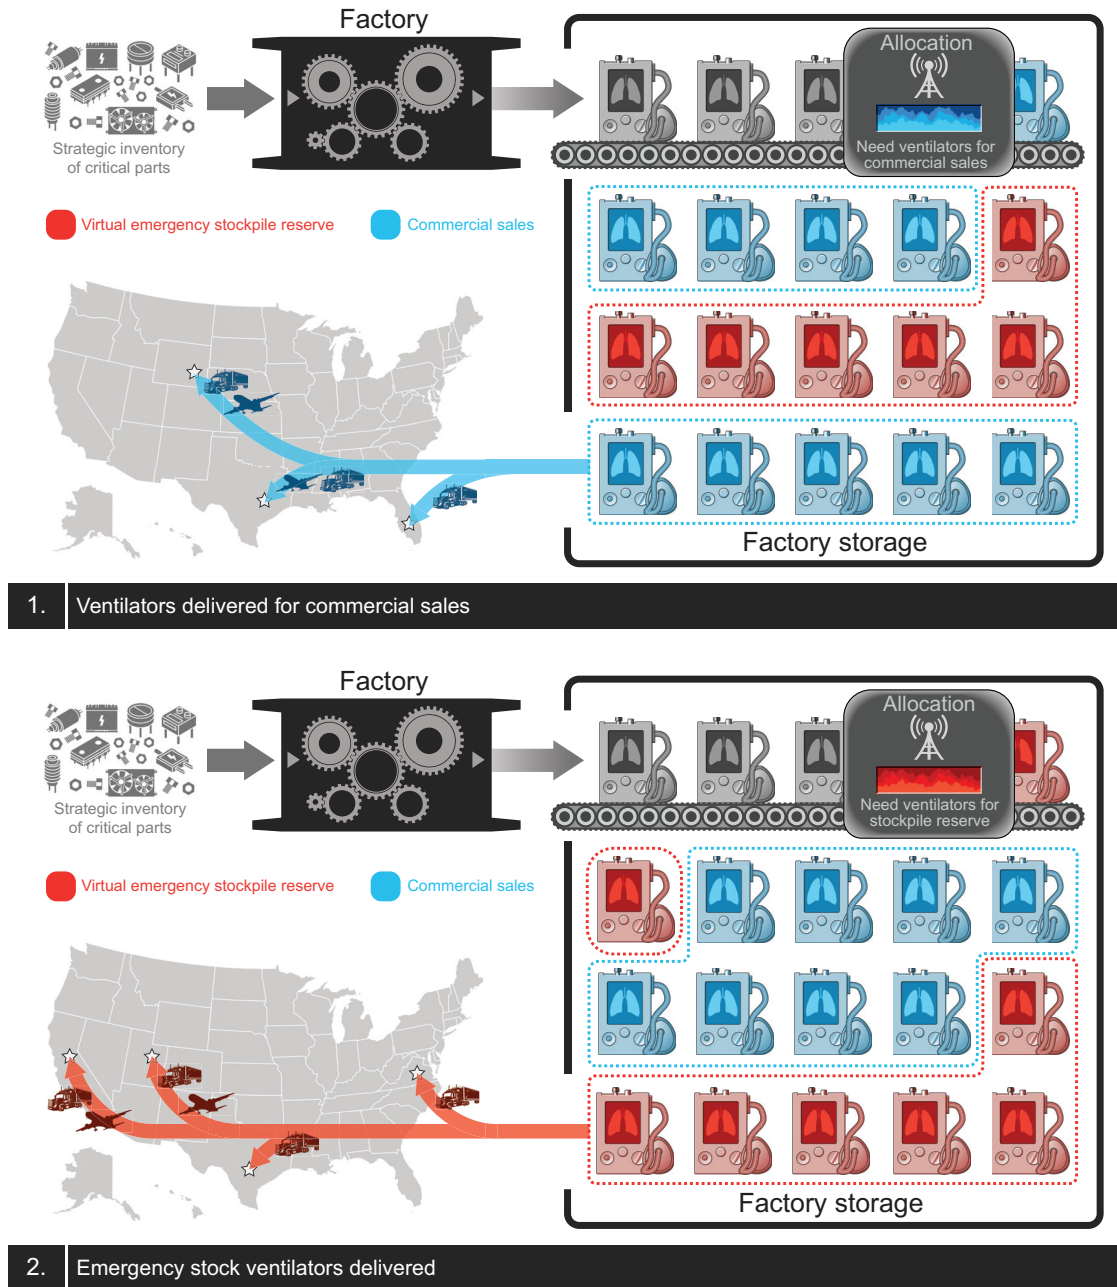 Factory
Allocation
Need ventilators for
commercial sales
Strategic inventory
of critical parts
Virtual emergency stockpile reserve
Commercial sales
Factory storage
1.
Ventilators delivered for commercial sales
Factory
Allocation
Need ventilators for
stockpile reserve
Strategic inventory
of critical parts
Virtual emergency stockpile reserve
Commercial sales
Factory storage
2.
Emergency stock ventilators delivered